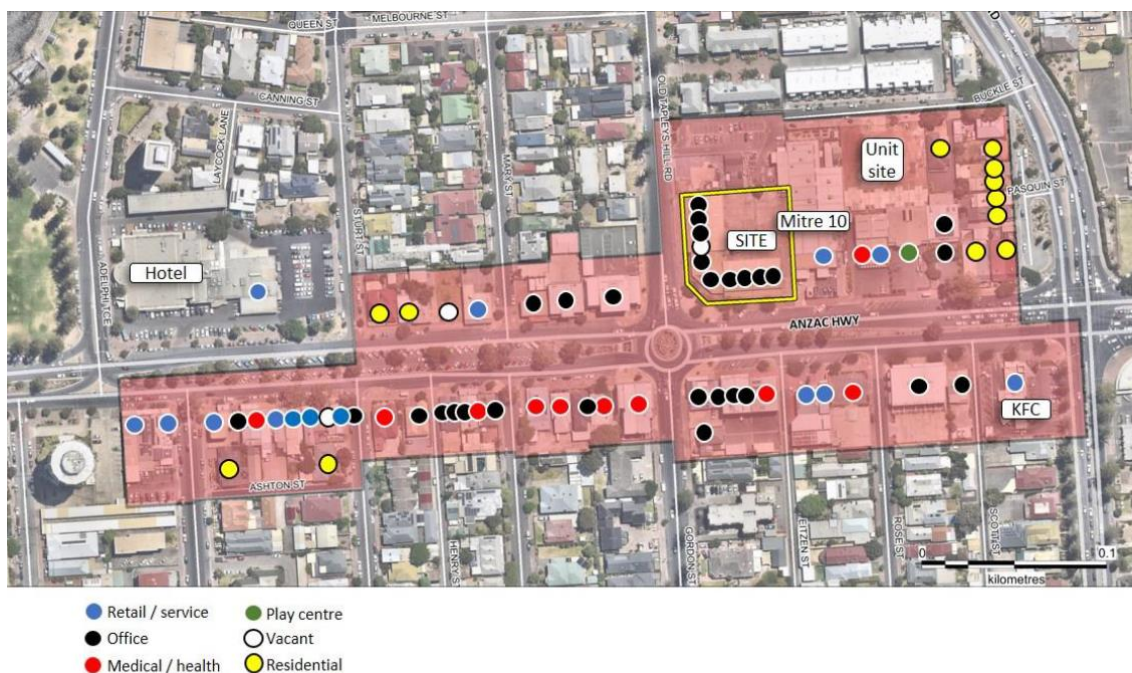 QUEEN ST
MELBOURNE ST
CANNING ST
LAYCOCK LANE
STURT ST
MARY ST
OLD TAPLEYS HILL RD
RD
BUCKLE ST
PASQUIN ST
ADELPHI TCE
Hotel
Unit
site
Mitre 10
SITE
ANZAC HWY
KFC
ASHTON ST
HENRY ST
GORDON ST
EITZEN ST
ROSE ST
SCOTT ST
0
0.1
kilometres
Retail / service
Play centre
Office
Vacant
Medical / health
Residential